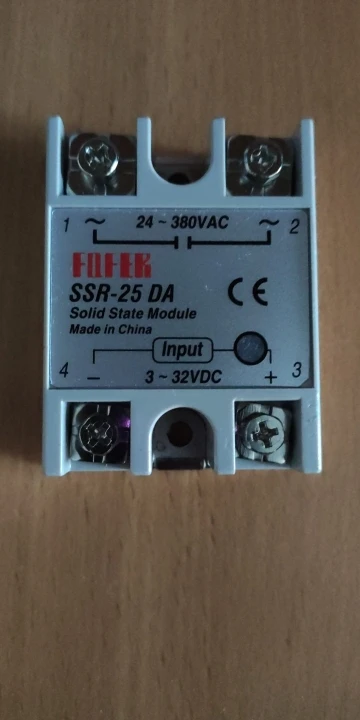 1 ~ 24~380VAC ~ 2
FAFER
SSR-25 DA CE
Solid State Module
Made in China
Input
4 − 3~32VDC + 3